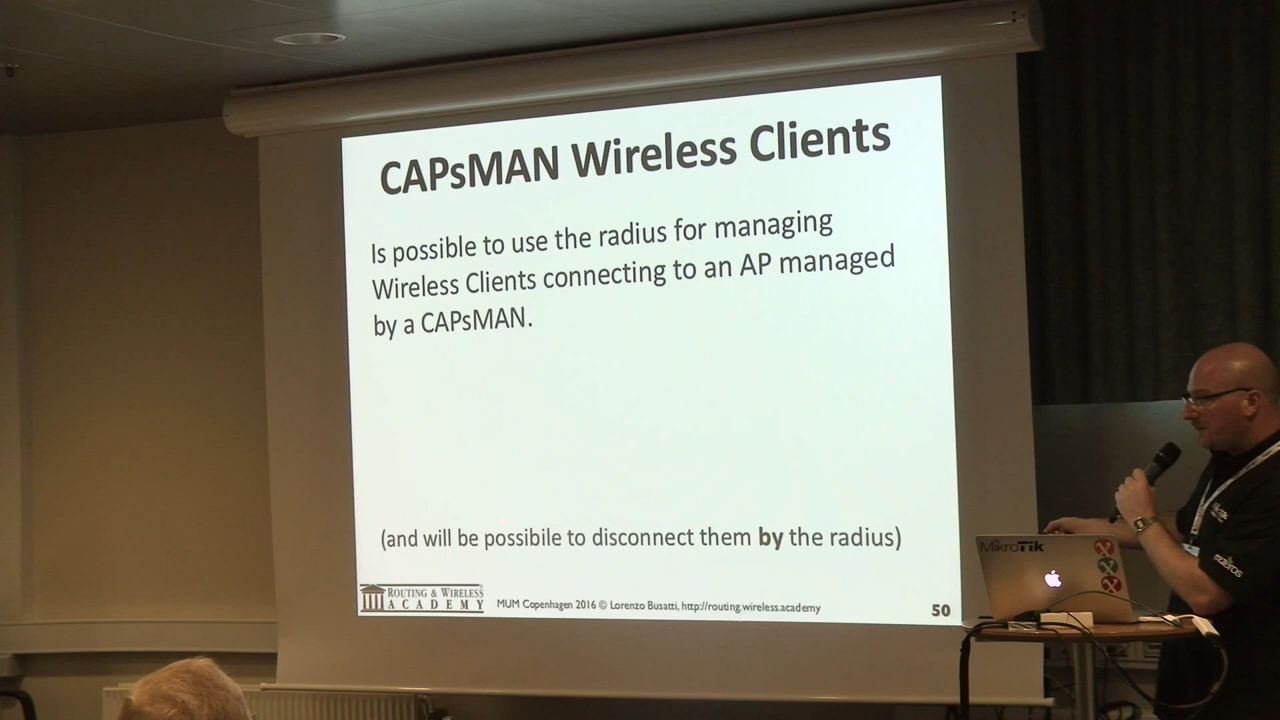 CAPsMAN Wireless Clients
Is possible to use the radius for managing
Wireless Clients connecting to an AP managed
by a CAPsMAN.
(and will be possibile to disconnect them by the radius)
ROUTING & WIRELESS
ACADEMY
MUM Copenhagen 2016 © Lorenzo Busatti, http://routing.wireless.academy
50
MikroTik